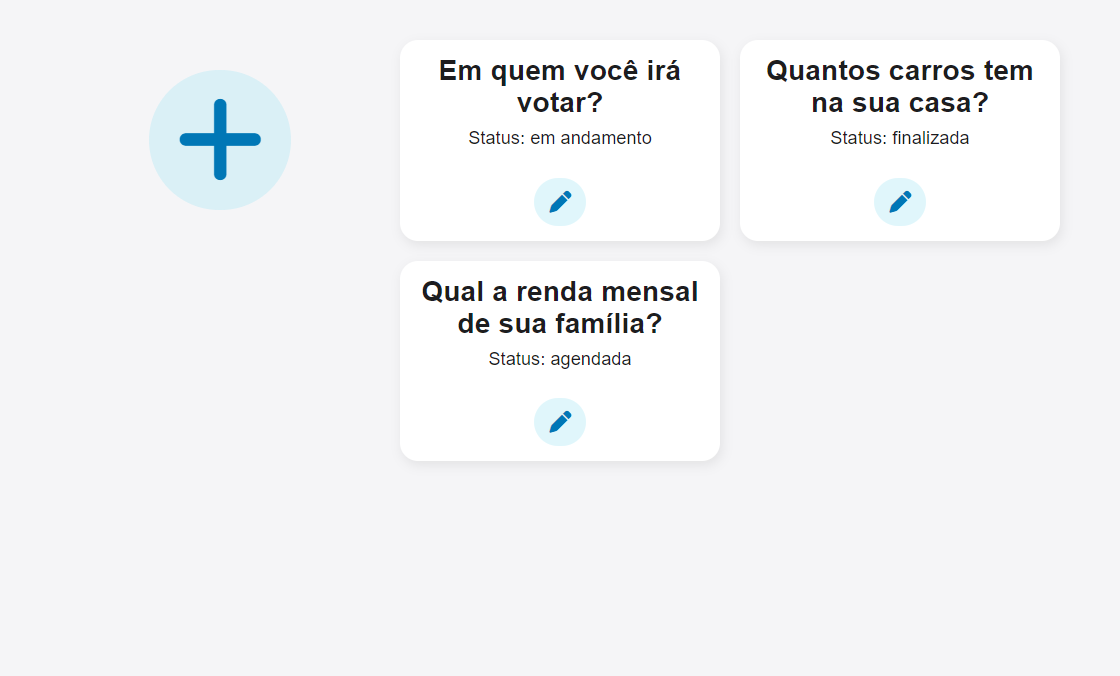 Em quem você irá
votar?
Status: em andamento
Quantos carros tem
na sua casa?
Status: finalizada
Qual a renda mensal
de sua família?
Status: agendada